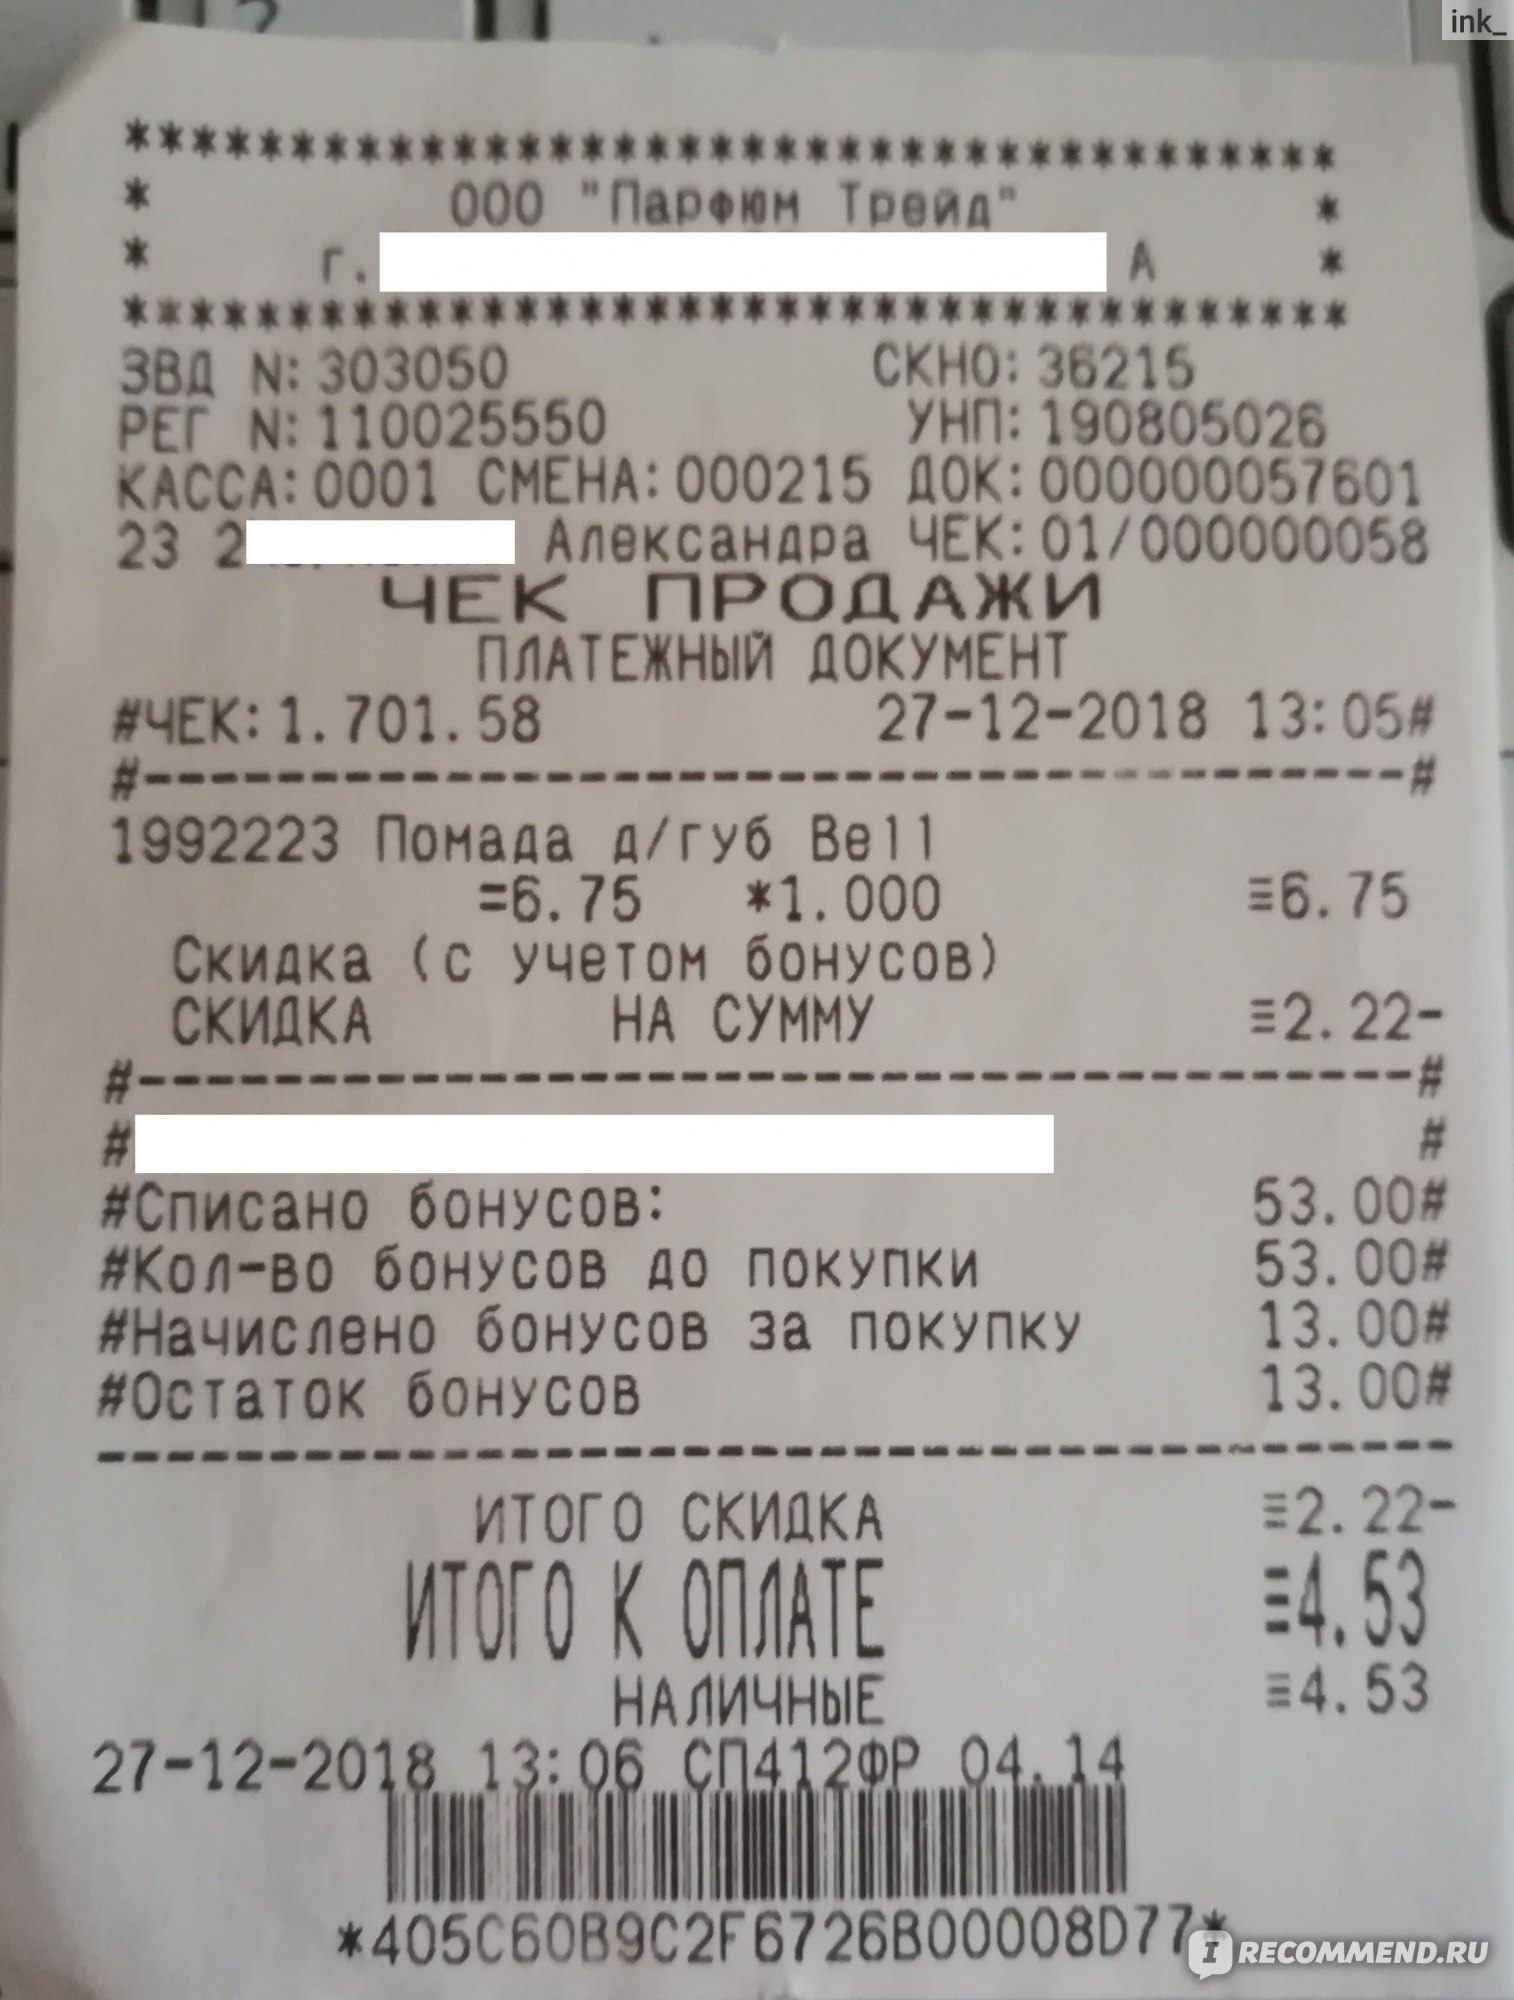 ink_
****************************************
* ООО "Парфюм Трейд" *
* г. А *
****************************************
ЗВД N: 303050 СКНО: 36215
РЕГ N: 110025550 УНП: 190805026
КАССА: 0001 СМЕНА: 000215 ДОК: 000000057601
23 2 Александра ЧЕК: 01/000000058
ЧЕК ПРОДАЖИ
ПЛАТЕЖНЫЙ ДОКУМЕНТ
#ЧЕК: 1.701.58 27-12-2018 13:05#
#--------------------------------------#
1992223 Помада д/губ Bell
=6.75 *1.000 ≡6.75
Скидка (с учетом бонусов)
СКИДКА НА СУММУ ≡2.22-
#--------------------------------------#
# #
#Списано бонусов: 53.00#
#Кол-во бонусов до покупки 53.00#
#Начислено бонусов за покупку 13.00#
#Остаток бонусов 13.00#
----------------------------------------
ИТОГО СКИДКА ≡2.22-
ИТОГО К ОПЛАТЕ ≡4.53
НАЛИЧНЫЕ ≡4.53
27-12-2018 13:06 СП412ФР 04.14
*405C60B9C2F6726B00008D77*
I RECOMMEND.RU